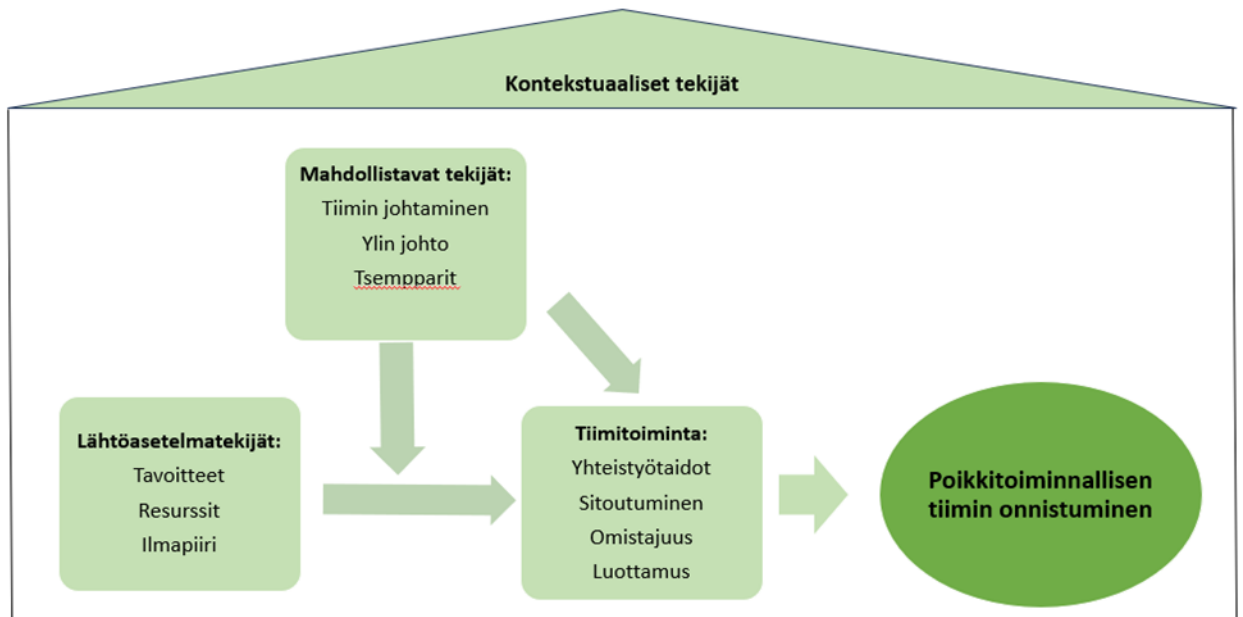 Kontekstuaaliset tekijät
Mahdollistavat tekijät:
Tiimin johtaminen
Ylin johto
Tsempparit
Lähtöasetelmatekijät:
Tavoitteet
Resurssit
Ilmapiiri
Tiimitoiminta:
Yhteistyötaidot
Sitoutuminen
Omistajuus
Luottamus
Poikkitoiminnallisen
tiimin onnistuminen